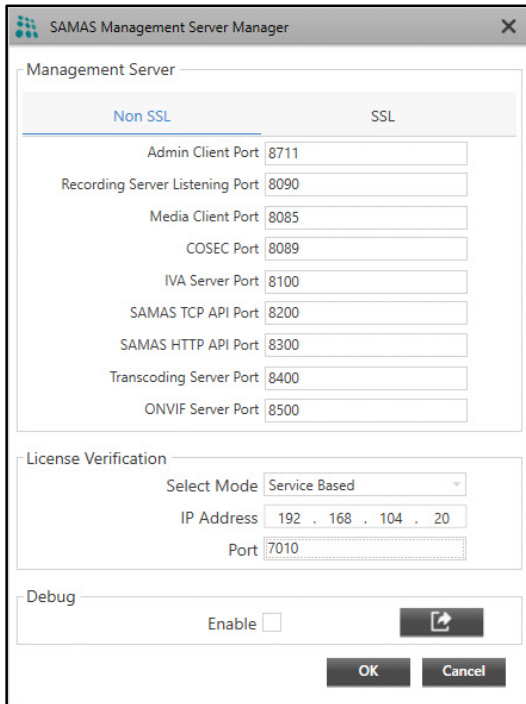 SAMAS Management Server Manager
Management Server
Non SSL SSL
Admin Client Port 8711
Recording Server Listening Port 8090
Media Client Port 8085
COSEC Port 8089
IVA Server Port 8100
SAMAS TCP API Port 8200
SAMAS HTTP API Port 8300
Transcoding Server Port 8400
ONVIF Server Port 8500
License Verification
Select Mode Service Based
IP Address 192 . 168 . 104 . 20
Port 7010
Debug
Enable
OK Cancel